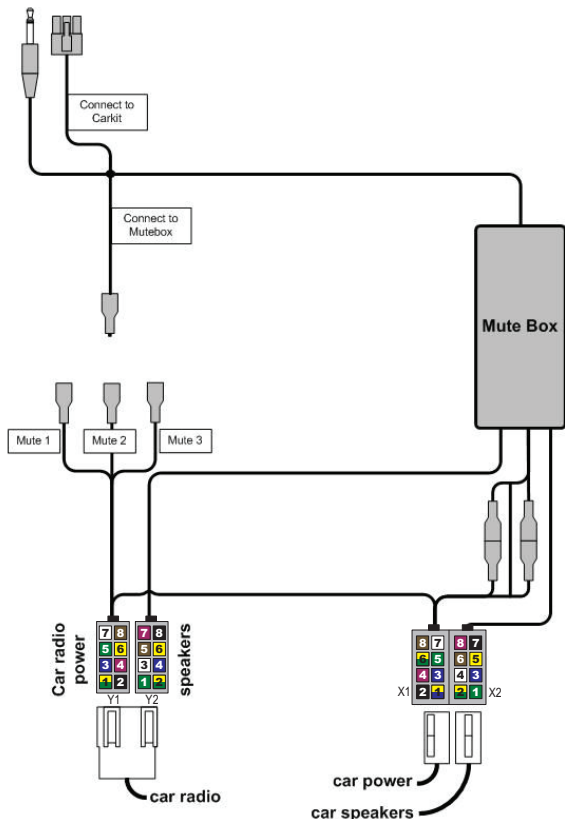 Connect to
Carkit
Connect to
Mutebox
Mute Box
Mute 1
Mute 2
Mute 3
Car radio
power
7 8
5 6
3 4
1 2
Y1
7 8
5 6
3 4
1 2
Y2
speakers
8 7
6 5
4 3
2 1
X1
8 7
6 5
4 3
2 1
X2
car radio
car power
car speakers